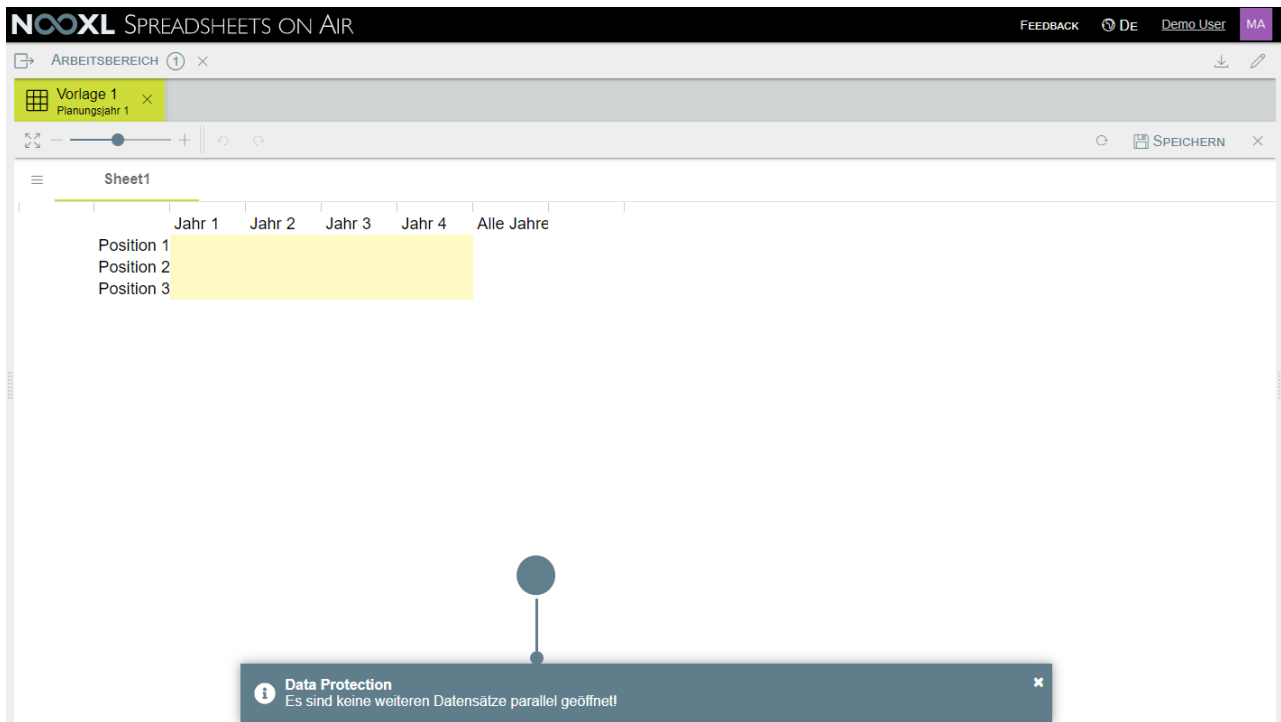 NOOXL SPREADSHEETS ON AIR FEEDBACK DE Demo User MA
ARBEITSBEREICH 1
Vorlage 1
Planungsjahr 1
SPEICHERN
Sheet1
Jahr 1 Jahr 2 Jahr 3 Jahr 4 Alle Jahre
Position 1
Position 2
Position 3
Data Protection
Es sind keine weiteren Datensätze parallel geöffnet!